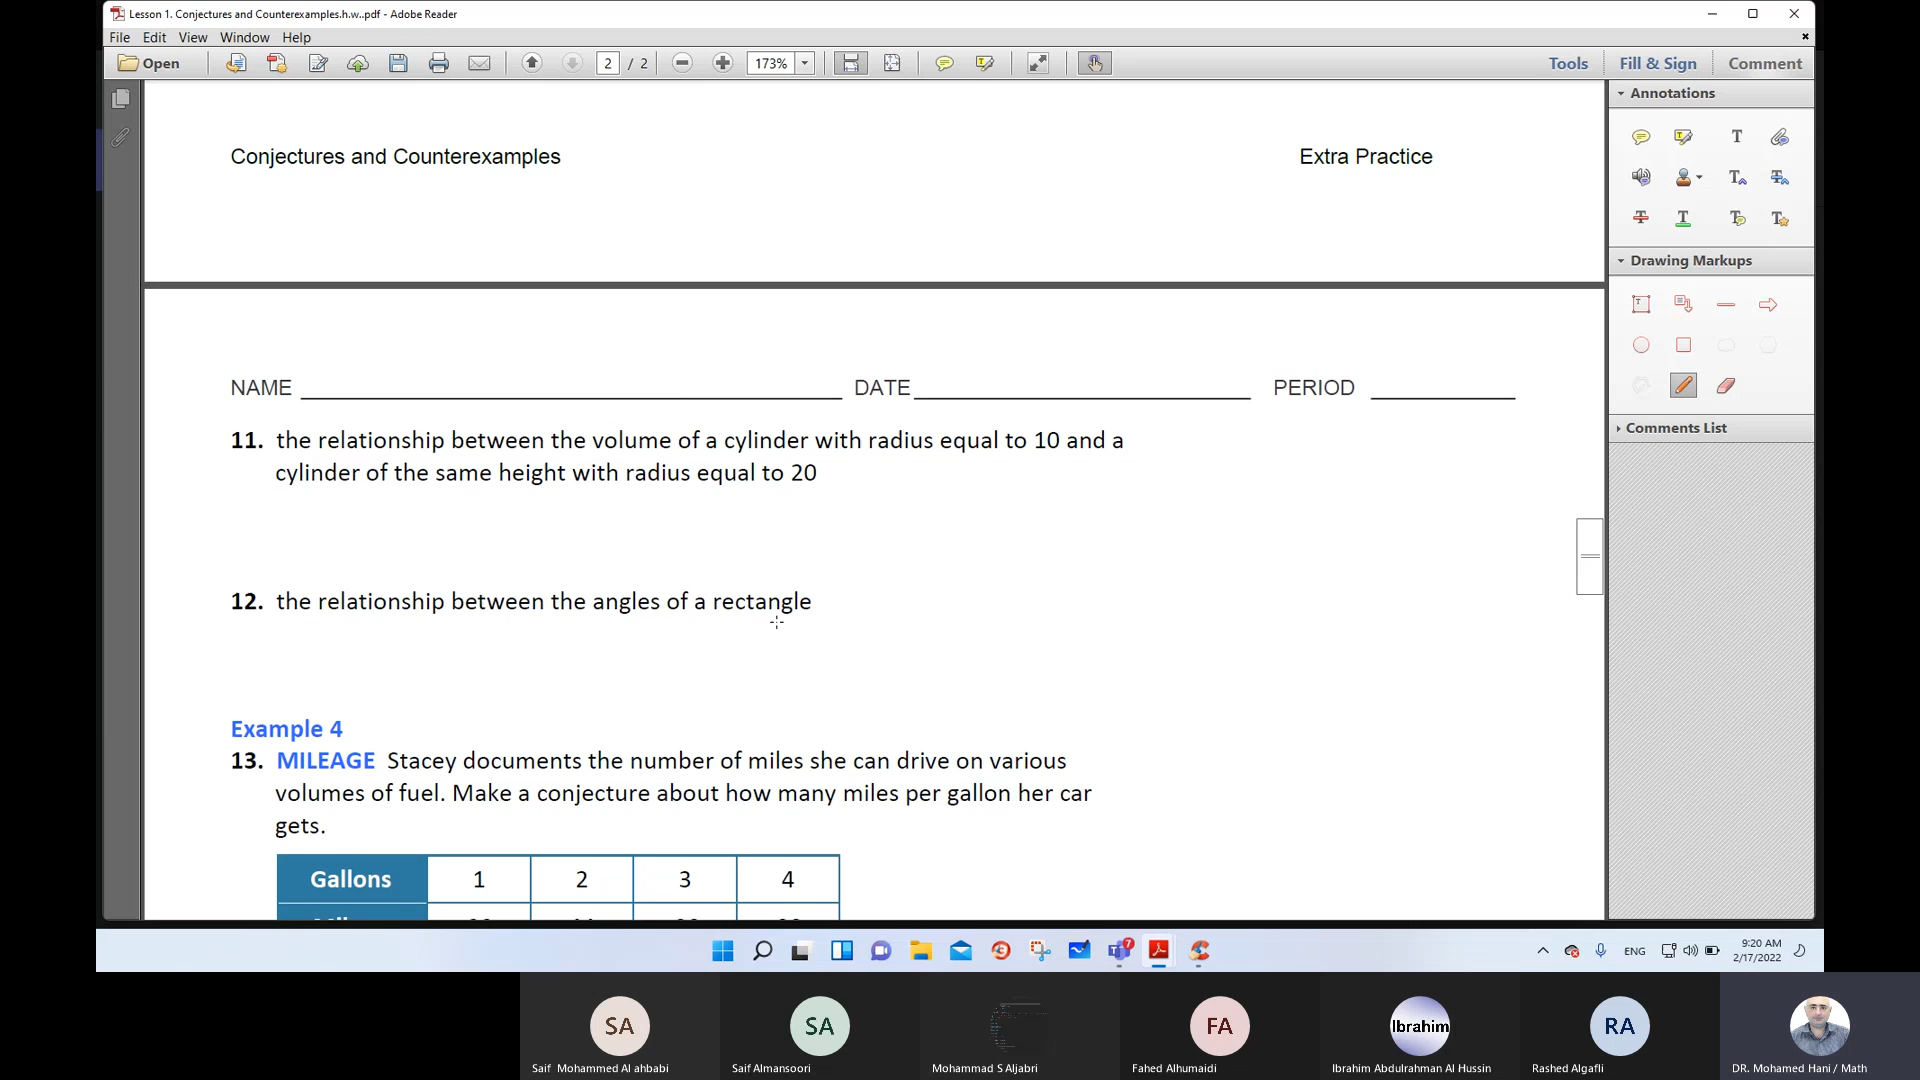 Lesson 1. Conjectures and Counterexamples.h.w..pdf - Adobe Reader
File Edit View Window Help
Open 2 / 2 173% Tools Fill & Sign Comment
Annotations
Conjectures and Counterexamples Extra Practice
Drawing Markups
NAME DATE PERIOD
Comments List
11. the relationship between the volume of a cylinder with radius equal to 10 and a
cylinder of the same height with radius equal to 20
12. the relationship between the angles of a rectangle
Example 4
13. MILEAGE Stacey documents the number of miles she can drive on various
volumes of fuel. Make a conjecture about how many miles per gallon her car
gets.
Gallons 1 2 3 4
7
ENG
9:20 AM
2/17/2022
SA SA FA Ibrahim RA
Saif Mohammed Al ahbabi Saif Almansoori Mohammad S Aljabri Fahed Alhumaidi Ibrahim Abdulrahman Al Hussin Rashed Algafli DR. Mohamed Hani / Math